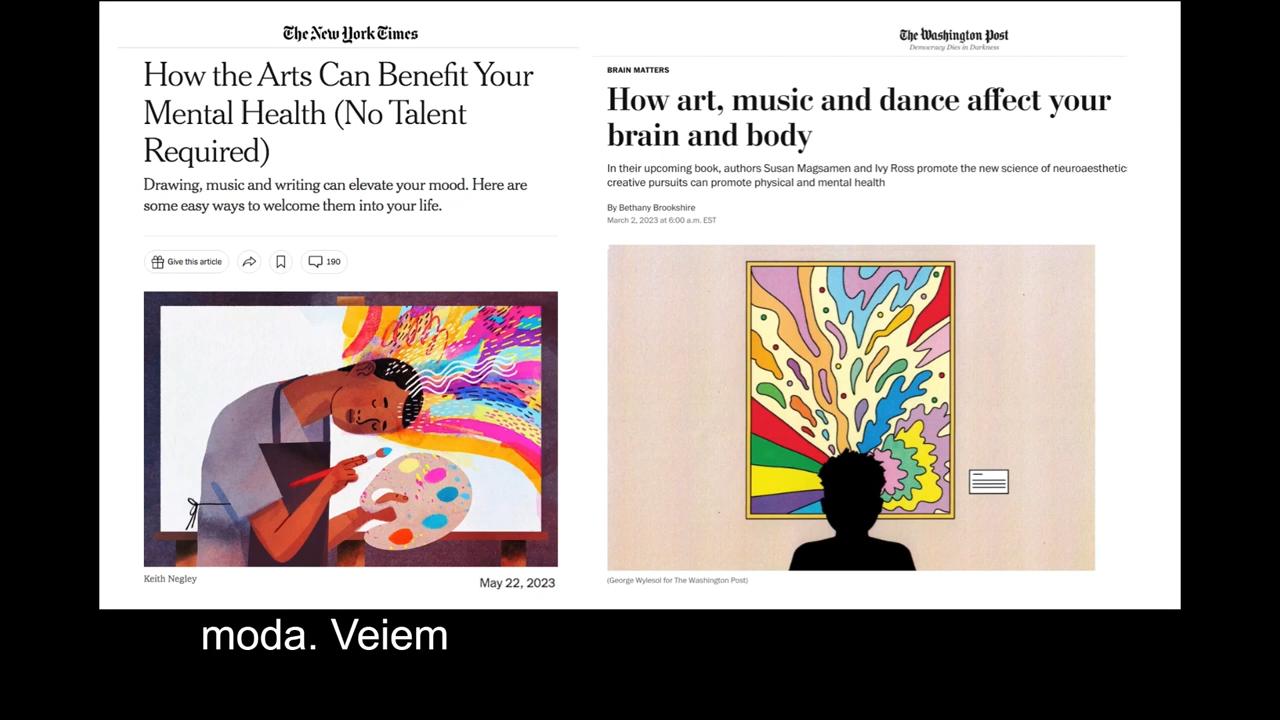 The New York Times
How the Arts Can Benefit Your
Mental Health (No Talent
Required)
Drawing, music and writing can elevate your mood. Here are
some easy ways to welcome them into your life.
Give this article
190
Keith Negley
May 22, 2023
The Washington Post
Democracy Dies in Darkness
BRAIN MATTERS
How art, music and dance affect your
brain and body
In their upcoming book, authors Susan Magsamen and Ivy Ross promote the new science of neuroaesthetic
creative pursuits can promote physical and mental health
By Bethany Brookshire
March 2, 2023 at 6:00 a.m. EST
(George Wylesol for The Washington Post)
moda. Veiem